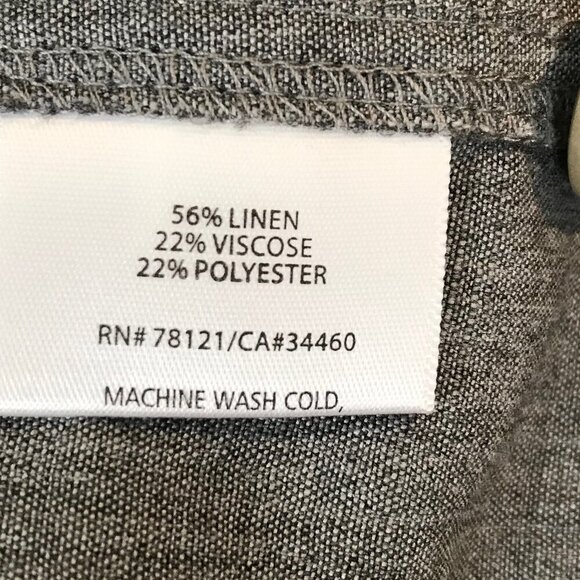 56% LINEN
22% VISCOSE
22% POLYESTER
RN# 78121/CA#34460
MACHINE WASH COLD,